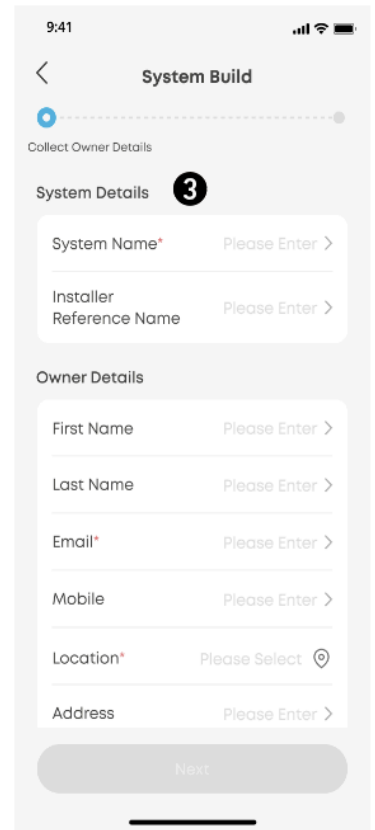 9:41
System Build
Collect Owner Details
System Details 3
System Name* Please Enter
Installer
Reference Name Please Enter
Owner Details
First Name Please Enter
Last Name Please Enter
Email* Please Enter
Mobile Please Enter
Location* Please Select
Address Please Enter
Next